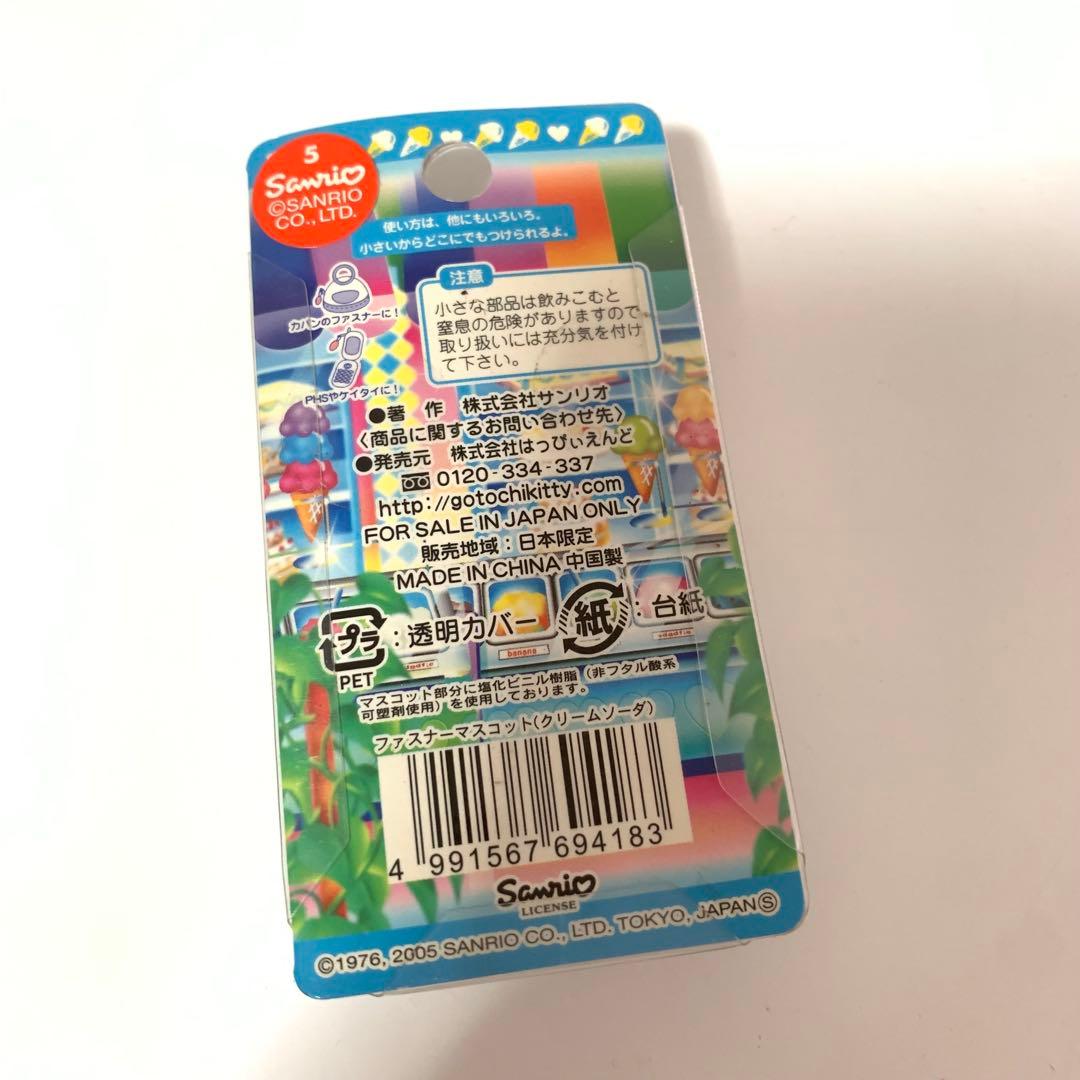 5
Sanrio
©SANRIO
CO., LTD.
使い方は、他にもいろいろ。
小さいからどこにでもつけられるよ。
カバンのファスナーに!
PHSやケイタイに!
注意
小さな部品は飲みこむと
窒息の危険がありますので
取り扱いには充分気を付け
て下さい。
●著 作 株式会社サンリオ
〈商品に関するお問い合わせ先〉
●発売元 株式会社はっぴぃえんど
0120-334-337
http://gotochikitty.com
FOR SALE IN JAPAN ONLY
販売地域:日本限定
MADE IN CHINA 中国製
プラ:透明カバー 紙:台紙
PET
banana
マスコット部分に塩化ビニル樹脂(非フタル酸系
可塑剤使用)を使用しております。
ファスナーマスコット(クリームソーダ)
4 991567 694183
Sanrio
LICENSE
©1976, 2005 SANRIO CO., LTD. TOKYO, JAPAN Ⓢ